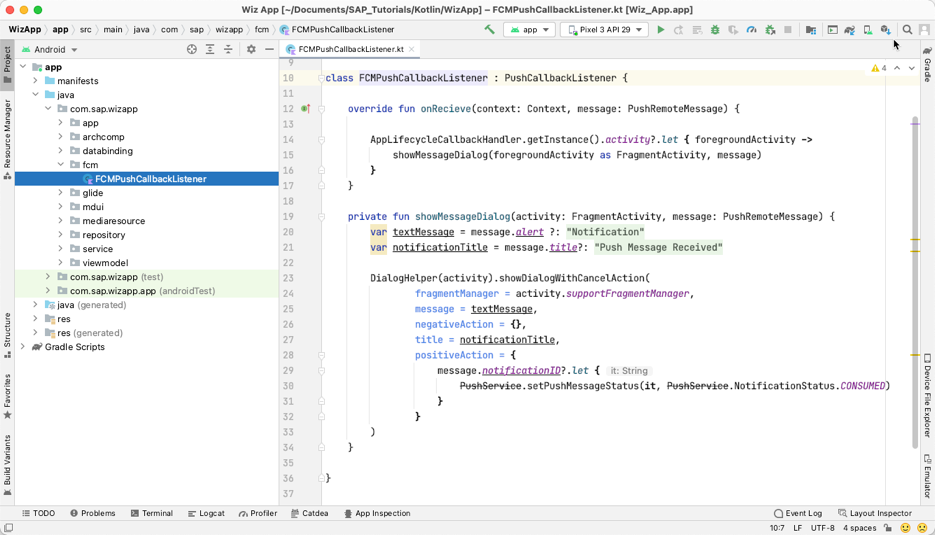 Wiz App [~/Documents/SAP_Tutorials/Kotlin/WizApp] – FCMPushCallbackListener.kt [Wiz_App.app]
WizApp app src main java com sap wizapp fcm FCMPushCallbackListener app Pixel 3 API 29
Project
Resource Manager
Structure
Favorites
Build Variants
Android
app
manifests
java
com.sap.wizapp
app
archcomp
databinding
fcm
FCMPushCallbackListener
glide
mdui
mediaresource
repository
service
viewmodel
com.sap.wizapp (test)
com.sap.wizapp.app (androidTest)
java (generated)
res
res (generated)
Gradle Scripts
FCMPushCallbackListener.kt
4
9
10 class FCMPushCallbackListener : PushCallbackListener {
11
12 override fun onRecieve(context: Context, message: PushRemoteMessage) {
13
14 AppLifecycleCallbackHandler.getInstance().activity?.let { foregroundActivity ->
15 showMessageDialog(foregroundActivity as FragmentActivity, message)
16 }
17 }
18
19 private fun showMessageDialog(activity: FragmentActivity, message: PushRemoteMessage) {
20 var textMessage = message.alert ?: "Notification"
21 var notificationTitle = message.title?: "Push Message Received"
22
23 DialogHelper(activity).showDialogWithCancelAction(
24 fragmentManager = activity.supportFragmentManager,
25 message = textMessage,
26 negativeAction = {},
27 title = notificationTitle,
28 positiveAction = {
29 message.notificationID?.let { it: String
30 PushService.setPushMessageStatus(it, PushService.NotificationStatus.CONSUMED)
31 }
32 }
33 )
34 }
35
36 }
37
Gradle
Device File Explorer
Emulator
TODO Problems Terminal Logcat Profiler Catdea App Inspection Event Log Layout Inspector
10:7 LF UTF-8 4 spaces